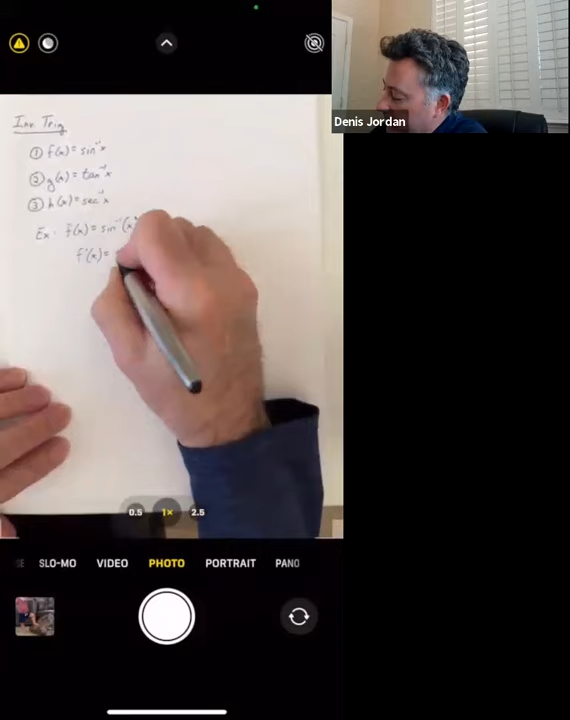 Denis Jordan
Inv Trig
① f(x) = sin⁻¹x
② g(x) = tan⁻¹x
③ h(x) = sec⁻¹x
Ex. f(x) = sin⁻¹(x
f'(x) =
0.5 1× 2.5
SLO-MO VIDEO PHOTO PORTRAIT PANO